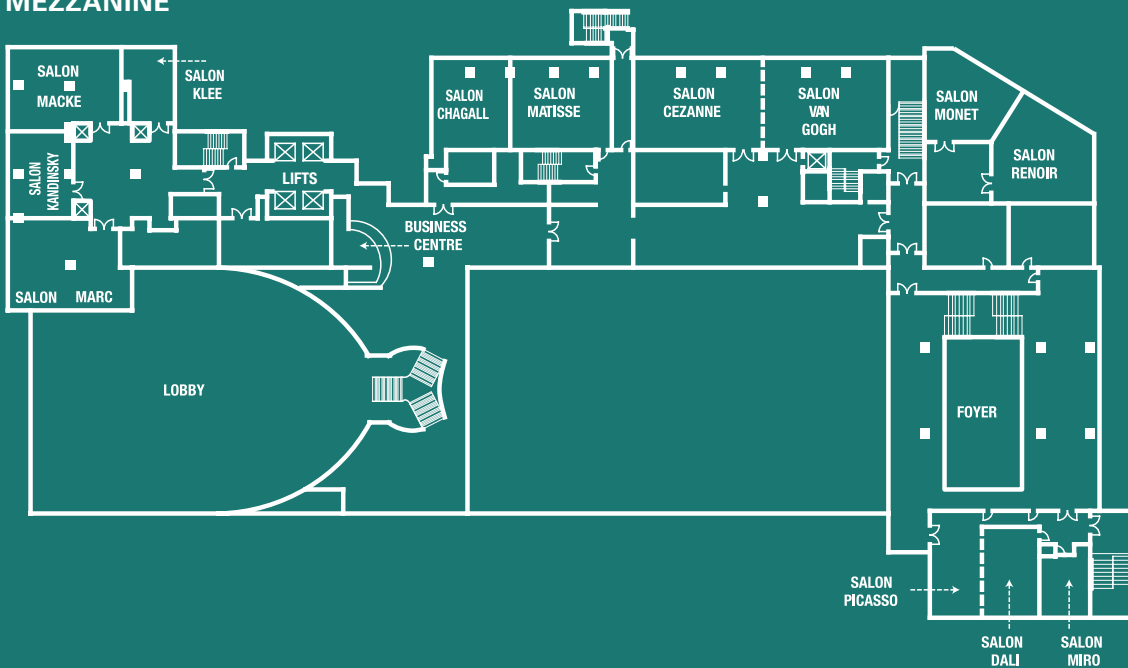 MEZZANINE
SALON
MACKE
SALON
KLEE
SALON
KANDINSKY
SALON MARC
LIFTS
BUSINESS
CENTRE
SALON
CHAGALL
SALON
MATISSE
SALON
CEZANNE
SALON
VAN
GOGH
SALON
MONET
SALON
RENOIR
LOBBY
FOYER
SALON
PICASSO
SALON
DALI
SALON
MIRO